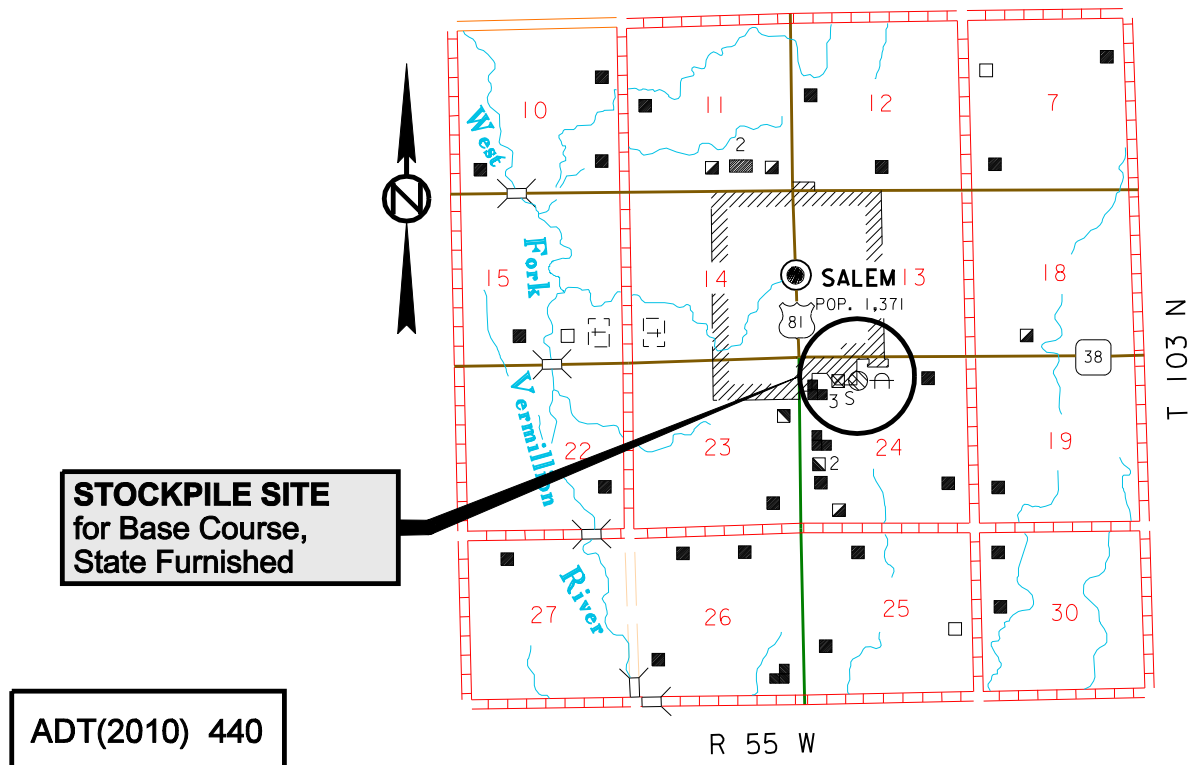 10
11
12
7
West
2
N
15
Fork
14
SALEM
13
18
POP. 1,371
81
38
T 103 N
Vermillion
3 S
22
23
2
24
19
STOCKPILE SITE
for Base Course,
State Furnished
River
27
26
25
30
ADT(2010) 440
R 55 W